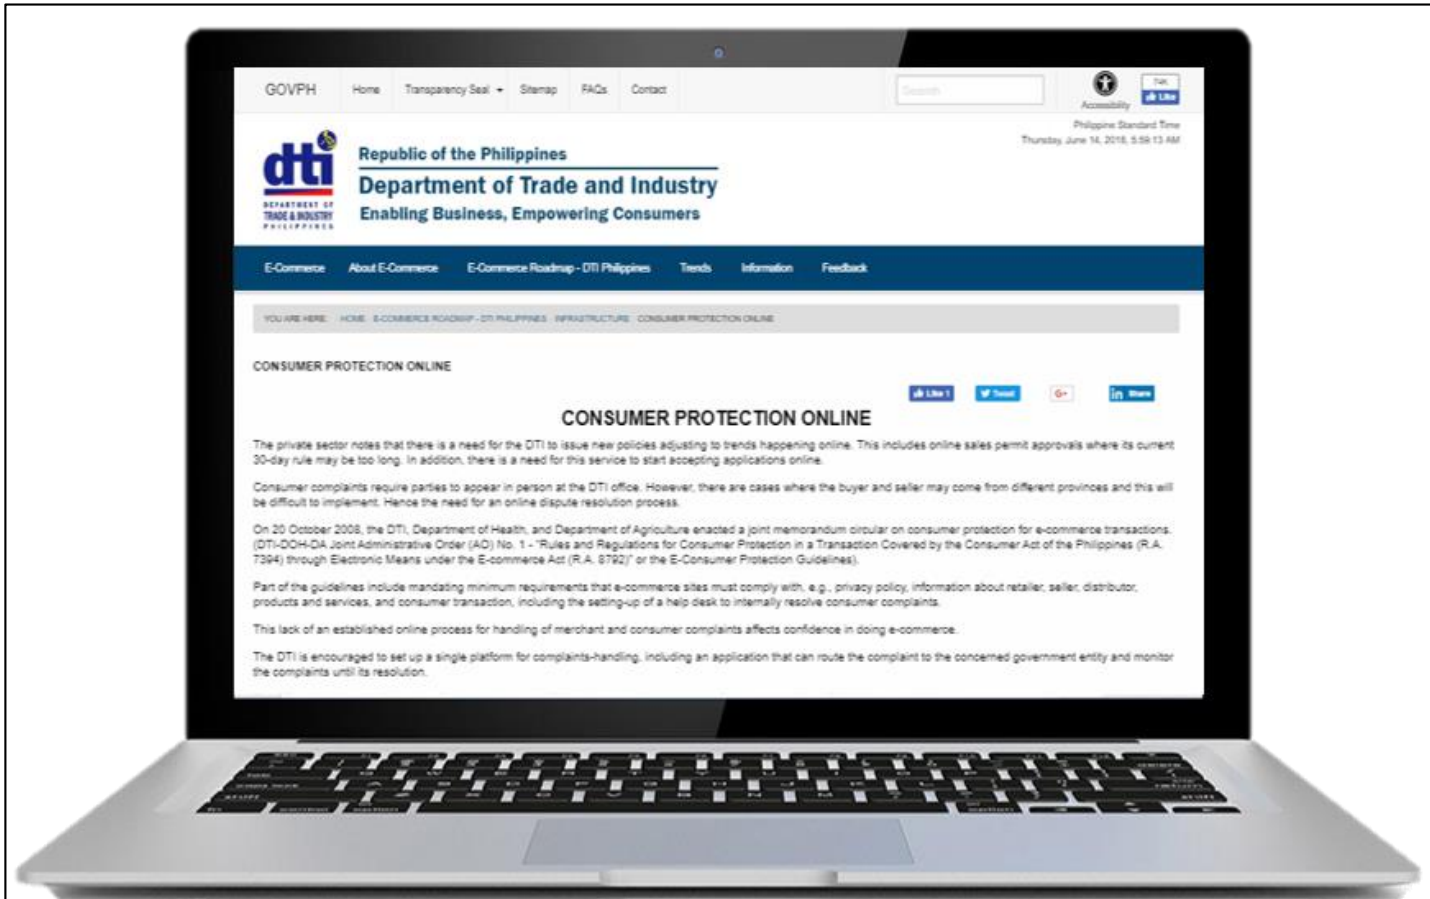 GOVPH Home Transparency Seal Sitemap FAQs Contact Search
74K
Like
Accessibility
Philippine Standard Time
Thursday, June 14, 2018, 5:59:13 AM
dti
DEPARTMENT OF
TRADE & INDUSTRY
PHILIPPINES
Republic of the Philippines
Department of Trade and Industry
Enabling Business, Empowering Consumers
E-Commerce About E-Commerce E-Commerce Roadmap - DTI Philippines Trends Information Feedback
YOU ARE HERE: HOME E-COMMERCE ROADMAP - DTI PHILIPPINES INFRASTRUCTURE CONSUMER PROTECTION ONLINE
CONSUMER PROTECTION ONLINE
Like 1 Tweet G+ in Share
CONSUMER PROTECTION ONLINE
The private sector notes that there is a need for the DTI to issue new policies adjusting to trends happening online. This includes online sales permit approvals where its current
30-day rule may be too long. In addition, there is a need for this service to start accepting applications online.
Consumer complaints require parties to appear in person at the DTI office. However, there are cases where the buyer and seller may come from different provinces and this will
be difficult to implement. Hence the need for an online dispute resolution process.
On 20 October 2008, the DTI, Department of Health, and Department of Agriculture enacted a joint memorandum circular on consumer protection for e-commerce transactions.
(DTI-DOH-DA Joint Administrative Order (AO) No. 1 - "Rules and Regulations for Consumer Protection in a Transaction Covered by the Consumer Act of the Philippines (R.A.
7394) through Electronic Means under the E-commerce Act (R.A. 8792)" or the E-Consumer Protection Guidelines).
Part of the guidelines include mandating minimum requirements that e-commerce sites must comply with, e.g., privacy policy, information about retailer, seller, distributor,
products and services, and consumer transaction, including the setting-up of a help desk to internally resolve consumer complaints.
This lack of an established online process for handling of merchant and consumer complaints affects confidence in doing e-commerce.
The DTI is encouraged to set up a single platform for complaints-handling, including an application that can route the complaint to the concerned government entity and monitor
the complaints until its resolution.